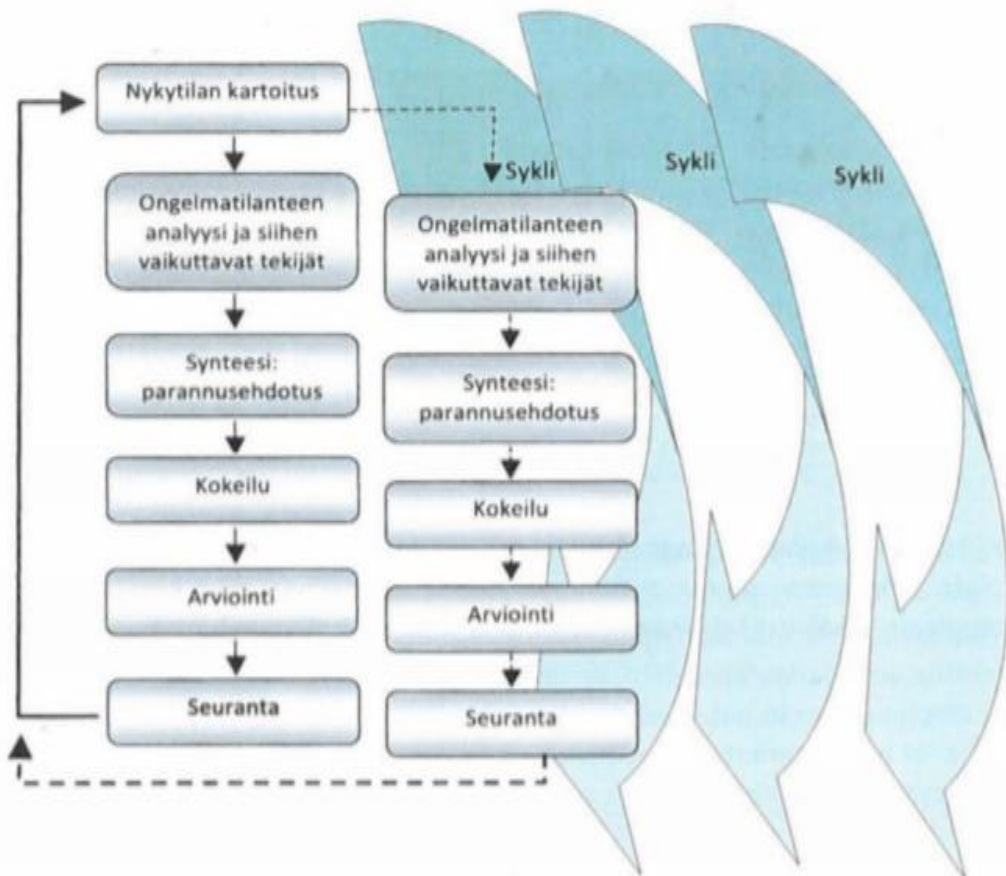 Nykytilan kartoitus
Ongelmatilanteen
analyysi ja siihen
vaikuttavat tekijät
Synteesi:
parannusehdotus
Kokeilu
Arviointi
Seuranta
Ongelmatilanteen
analyysi ja siihen
vaikuttavat tekijät
Synteesi:
parannusehdotus
Kokeilu
Arviointi
Seuranta
Sykli
Sykli
Sykli